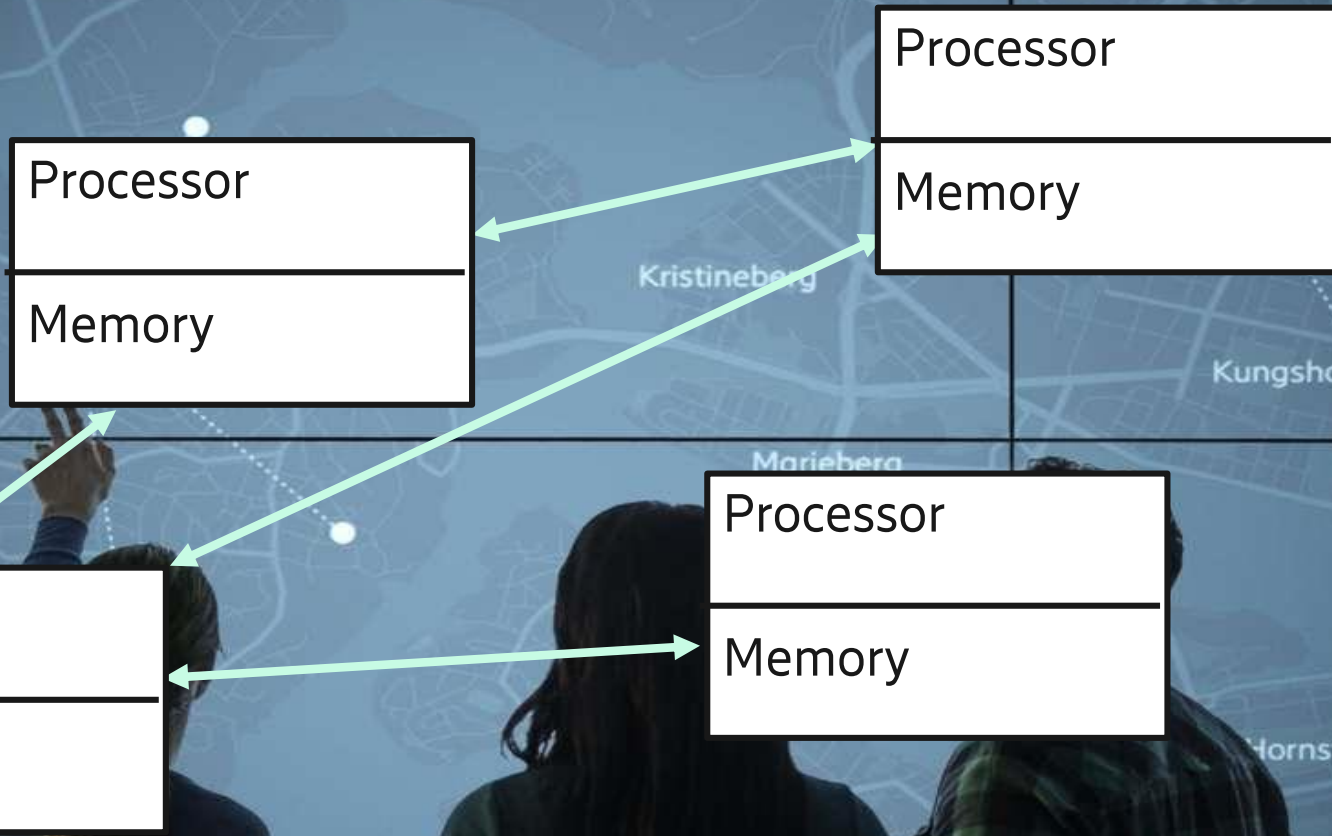 Processor
Memory
Processor
Memory
Kristineberg
Kungsho
Marieberg
Processor
Memory
Horns